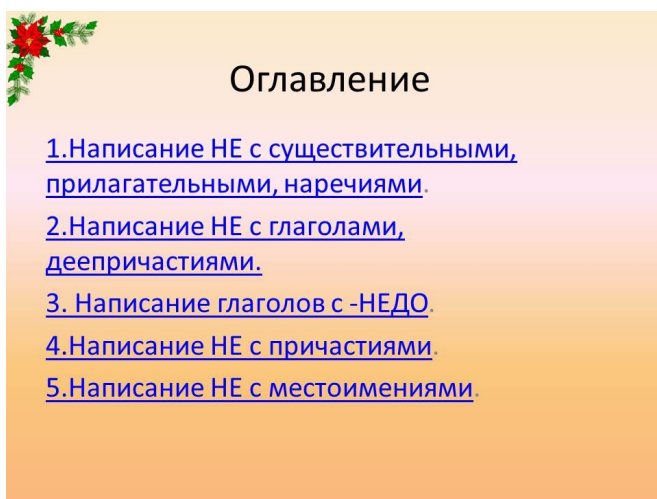 Оглавление
1.Написание НЕ с существительными,
прилагательными, наречиями.
2.Написание НЕ с глаголами,
деепричастиями.
3. Написание глаголов с -НЕДО.
4.Написание НЕ с причастиями.
5.Написание НЕ с местоимениями.